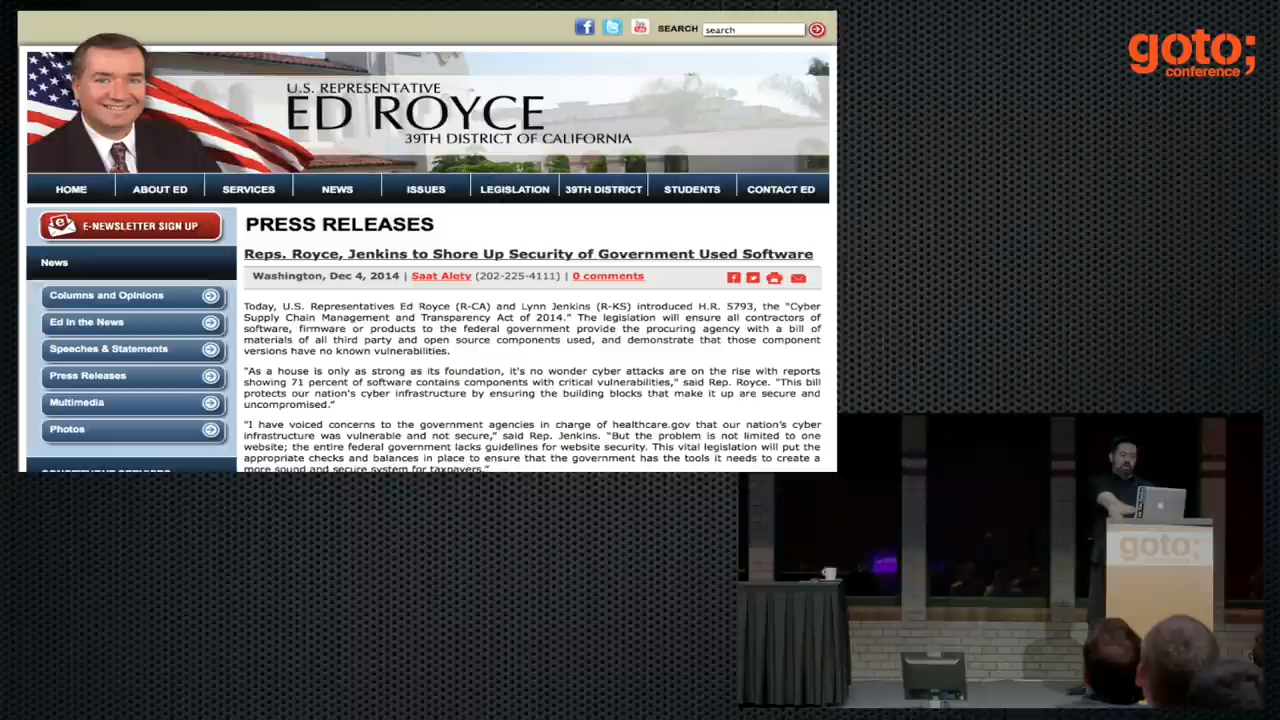 SEARCH search
goto;
conference
U.S. REPRESENTATIVE
ED ROYCE
39TH DISTRICT OF CALIFORNIA
HOME ABOUT ED SERVICES NEWS ISSUES LEGISLATION 39TH DISTRICT STUDENTS CONTACT ED
E-NEWSLETTER SIGN UP
News
Columns and Opinions
Ed in the News
Speeches & Statements
Press Releases
Multimedia
Photos
CONSTITUENT SERVICES
PRESS RELEASES
Reps. Royce, Jenkins to Shore Up Security of Government Used Software
Washington, Dec 4, 2014 | Saat Alety (202-225-4111) | 0 comments
Today, U.S. Representatives Ed Royce (R-CA) and Lynn Jenkins (R-KS) introduced H.R. 5793, the "Cyber
Supply Chain Management and Transparency Act of 2014." The legislation will ensure all contractors of
software, firmware or products to the federal government provide the procuring agency with a bill of
materials of all third party and open source components used, and demonstrate that those component
versions have no known vulnerabilities.
"As a house is only as strong as its foundation, it's no wonder cyber attacks are on the rise with reports
showing 71 percent of software contains components with critical vulnerabilities," said Rep. Royce. "This bill
protects our nation's cyber infrastructure by ensuring the building blocks that make it up are secure and
uncompromised."
"I have voiced concerns to the government agencies in charge of healthcare.gov that our nation's cyber
infrastructure was vulnerable and not secure," said Rep. Jenkins. "But the problem is not limited to one
website; the entire federal government lacks guidelines for website security. This vital legislation will put the
appropriate checks and balances in place to ensure that the government has the tools it needs to create a
more sound and secure system for taxpayers."
goto;